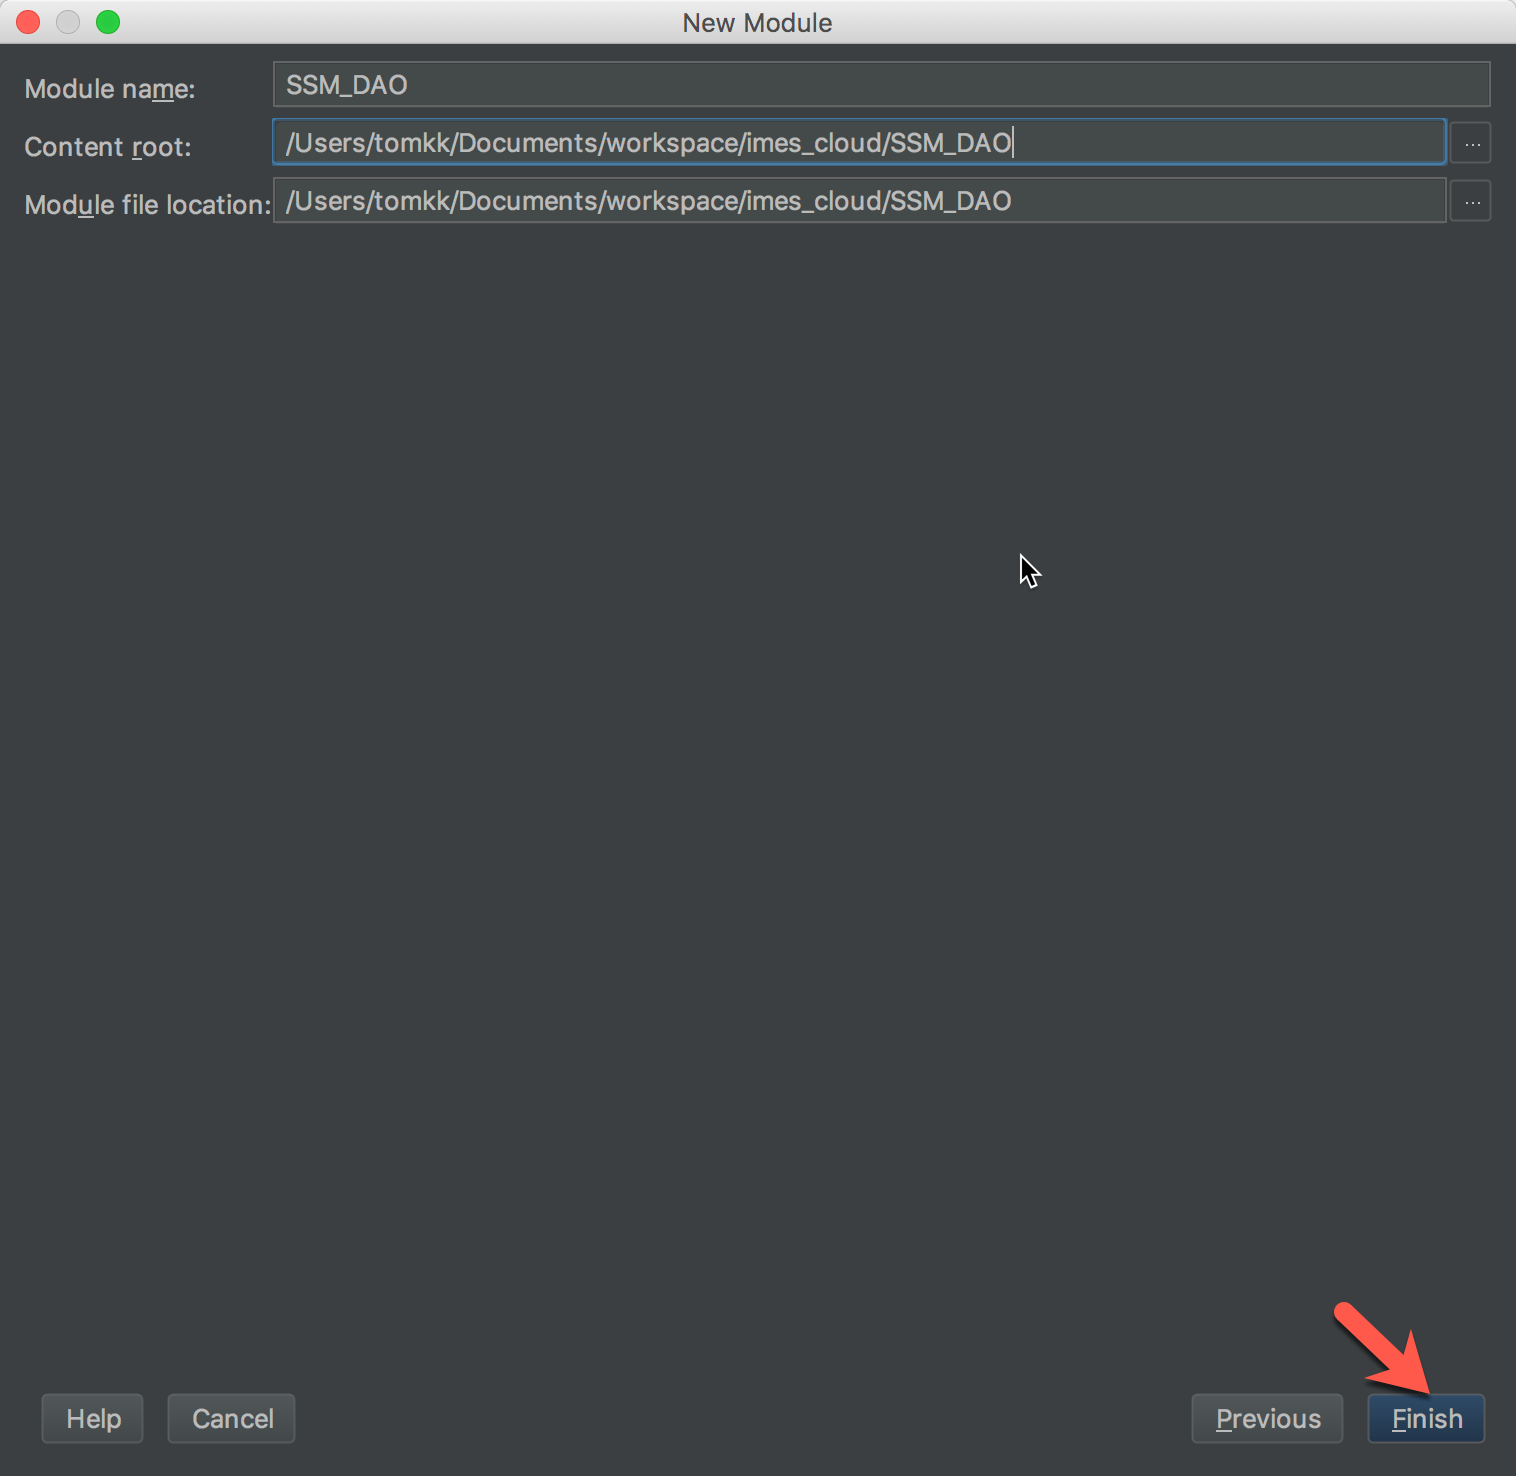 New Module
Module name: SSM_DAO
Content root: /Users/tomkk/Documents/workspace/imes_cloud/SSM_DAO ...
Module file location: /Users/tomkk/Documents/workspace/imes_cloud/SSM_DAO ...
Help Cancel Previous Finish